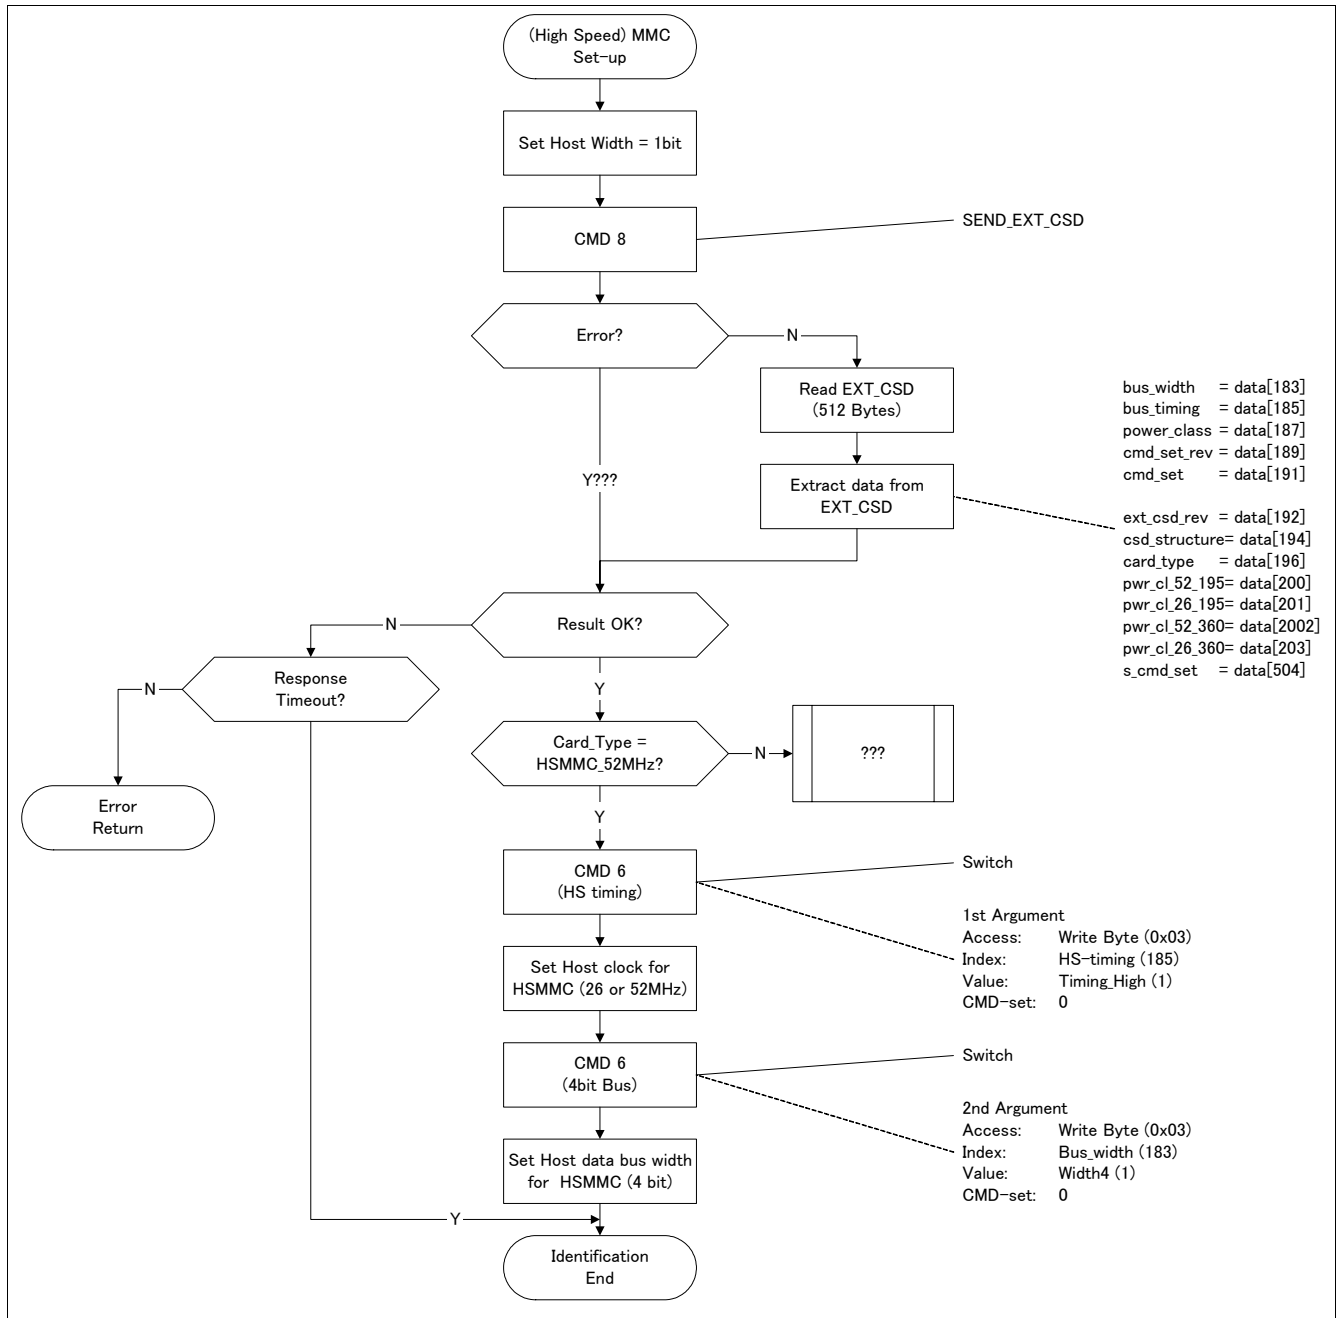 (High Speed) MMC
Set-up
Set Host Width = 1bit
CMD 8
SEND_EXT_CSD
Error?
N
Read EXT_CSD
(512 Bytes)
Y???
Extract data from
EXT_CSD
bus_width = data[183]
bus_timing = data[185]
power_class = data[187]
cmd_set_rev = data[189]
cmd_set = data[191]
ext_csd_rev = data[192]
csd_structure= data[194]
card_type = data[196]
pwr_cl_52_195= data[200]
pwr_cl_26_195= data[201]
pwr_cl_52_360= data[2002]
pwr_cl_26_360= data[203]
s_cmd_set = data[504]
Result OK?
N
Response
Timeout?
N
Error
Return
Y
Card_Type =
HSMMC_52MHz?
N
???
Y
CMD 6
(HS timing)
Switch
1st Argument
Access: Write Byte (0x03)
Index: HS-timing (185)
Value: Timing_High (1)
CMD-set: 0
Set Host clock for
HSMMC (26 or 52MHz)
CMD 6
(4bit Bus)
Switch
2nd Argument
Access: Write Byte (0x03)
Index: Bus_width (183)
Value: Width4 (1)
CMD-set: 0
Set Host data bus width
for HSMMC (4 bit)
Y
Identification
End